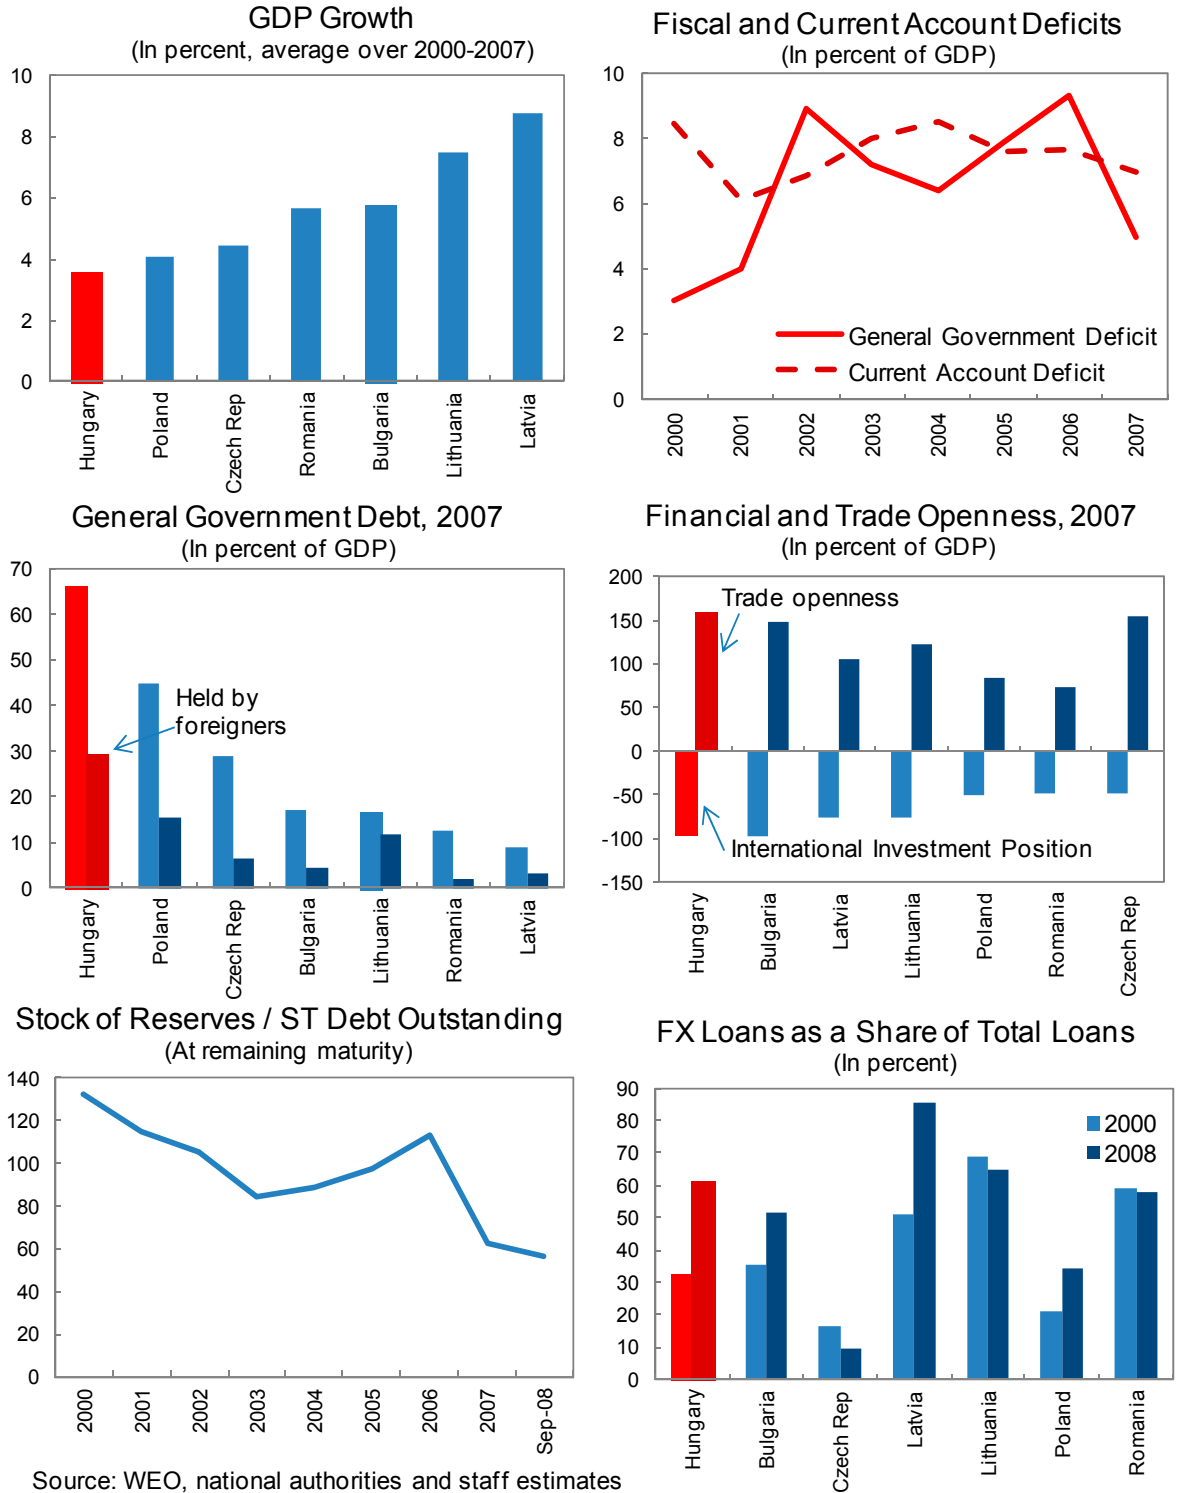 GDP Growth
(In percent, average over 2000-2007)
10
8
6
4
2
0
Hungary
Poland
Czech Rep
Romania
Bulgaria
Lithuania
Latvia
Fiscal and Current Account Deficits
(In percent of GDP)
10
8
6
4
2
0
General Government Deficit
Current Account Deficit
2000
2001
2002
2003
2004
2005
2006
2007
General Government Debt, 2007
(In percent of GDP)
70
60
50
40
30
20
10
0
Held by
foreigners
Hungary
Poland
Czech Rep
Bulgaria
Lithuania
Romania
Latvia
Financial and Trade Openness, 2007
(In percent of GDP)
200
150
100
50
0
-50
-100
-150
Trade openness
International Investment Position
Hungary
Bulgaria
Latvia
Lithuania
Poland
Romania
Czech Rep
Stock of Reserves / ST Debt Outstanding
(At remaining maturity)
140
120
100
80
60
40
20
0
2000
2001
2002
2003
2004
2005
2006
2007
Sep-08
FX Loans as a Share of Total Loans
(In percent)
90
80
70
60
50
40
30
20
10
0
2000
2008
Hungary
Bulgaria
Czech Rep
Latvia
Lithuania
Poland
Romania
Source: WEO, national authorities and staff estimates